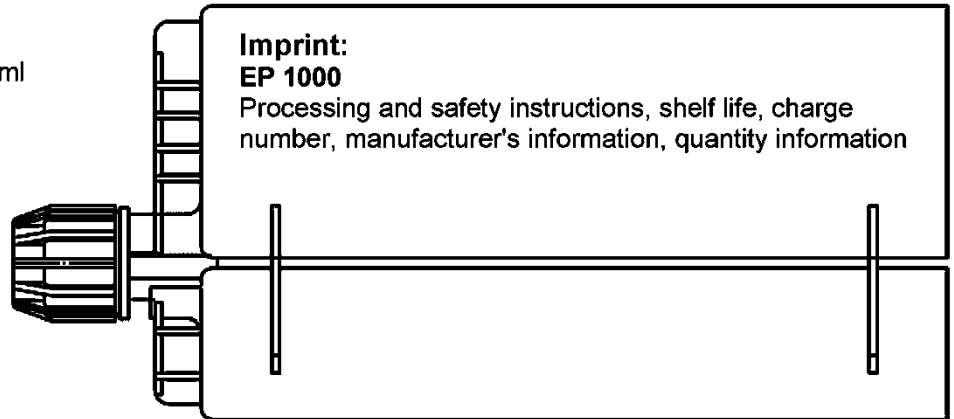 ml
Imprint:
EP 1000
Processing and safety instructions, shelf life, charge
number, manufacturer's information, quantity information